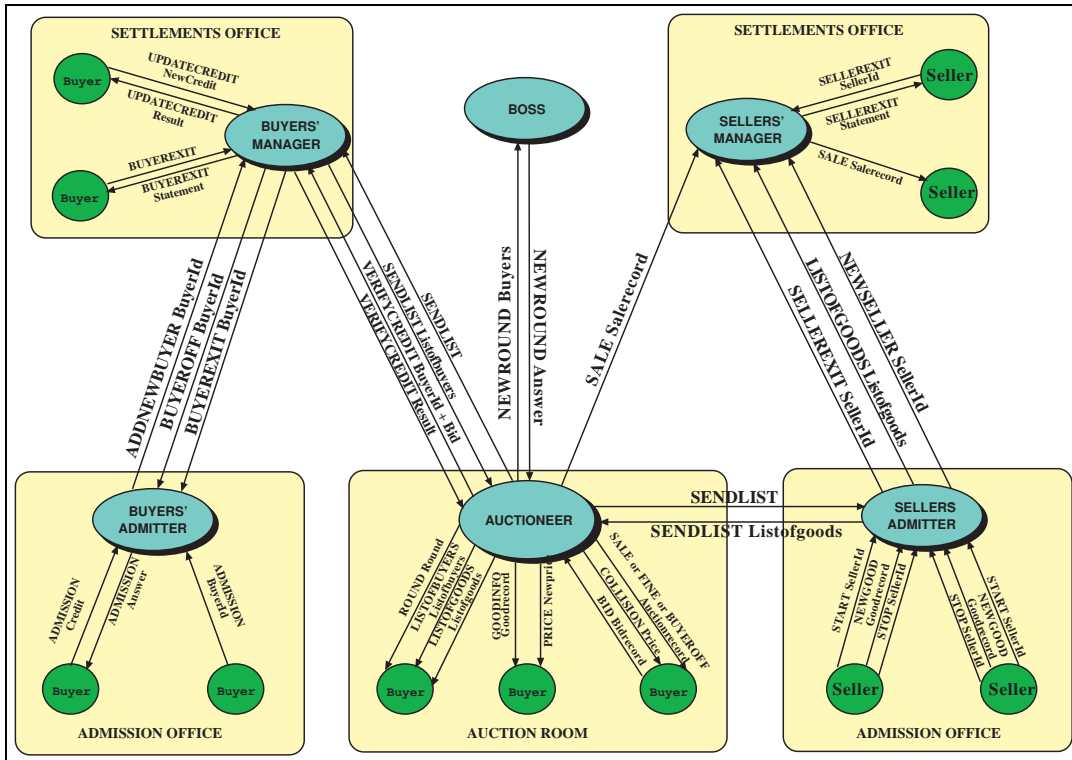 SETTLEMENTS OFFICE
Buyer
UPDATECREDIT
NewCredit
UPDATECREDIT
Result
BUYERS'
MANAGER
Buyer
BUYEREXIT
BUYEREXIT
Statement
BOSS
SETTLEMENTS OFFICE
SELLERS'
MANAGER
SELLEREXIT
SellerId
SELLEREXIT
Statement
Seller
SALE Salerecord
Seller
ADDNEWBUYER BuyerId
BUYEROFF BuyerId
BUYEREXIT BuyerId
SENDLIST
SENDLIST Listofbuyers
VERIFYCREDIT BuyerId + Bid
VERIFYCREDIT Result
NEWROUND Buyers
NEWROUND Answer
SALE Salerecord
SELLEREXIT SellerId
LISTOFGOODS Listofgoods
NEWSELLER SellerId
BUYERS'
ADMITTER
ADMISSION
Credit
ADMISSION
Answer
ADMISSION
BuyerId
Buyer
Buyer
ADMISSION OFFICE
AUCTIONEER
SENDLIST
SENDLIST Listofgoods
ROUND Round
LISTOFBUYERS
Listofbuyers
LISTOFGOODS
Listofgoods
GOODINFO
Goodrecord
PRICE Newprice
SALE or FINE or BUYEROFF
Auctionrecord
COLLISION Price
BID Bidrecord
Buyer
Buyer
Buyer
AUCTION ROOM
SELLERS
ADMITTER
START SellerId
NEWGOOD
Goodrecord
STOP SellerId
START SellerId
NEWGOOD
Goodrecord
STOP SellerId
Seller
Seller
ADMISSION OFFICE